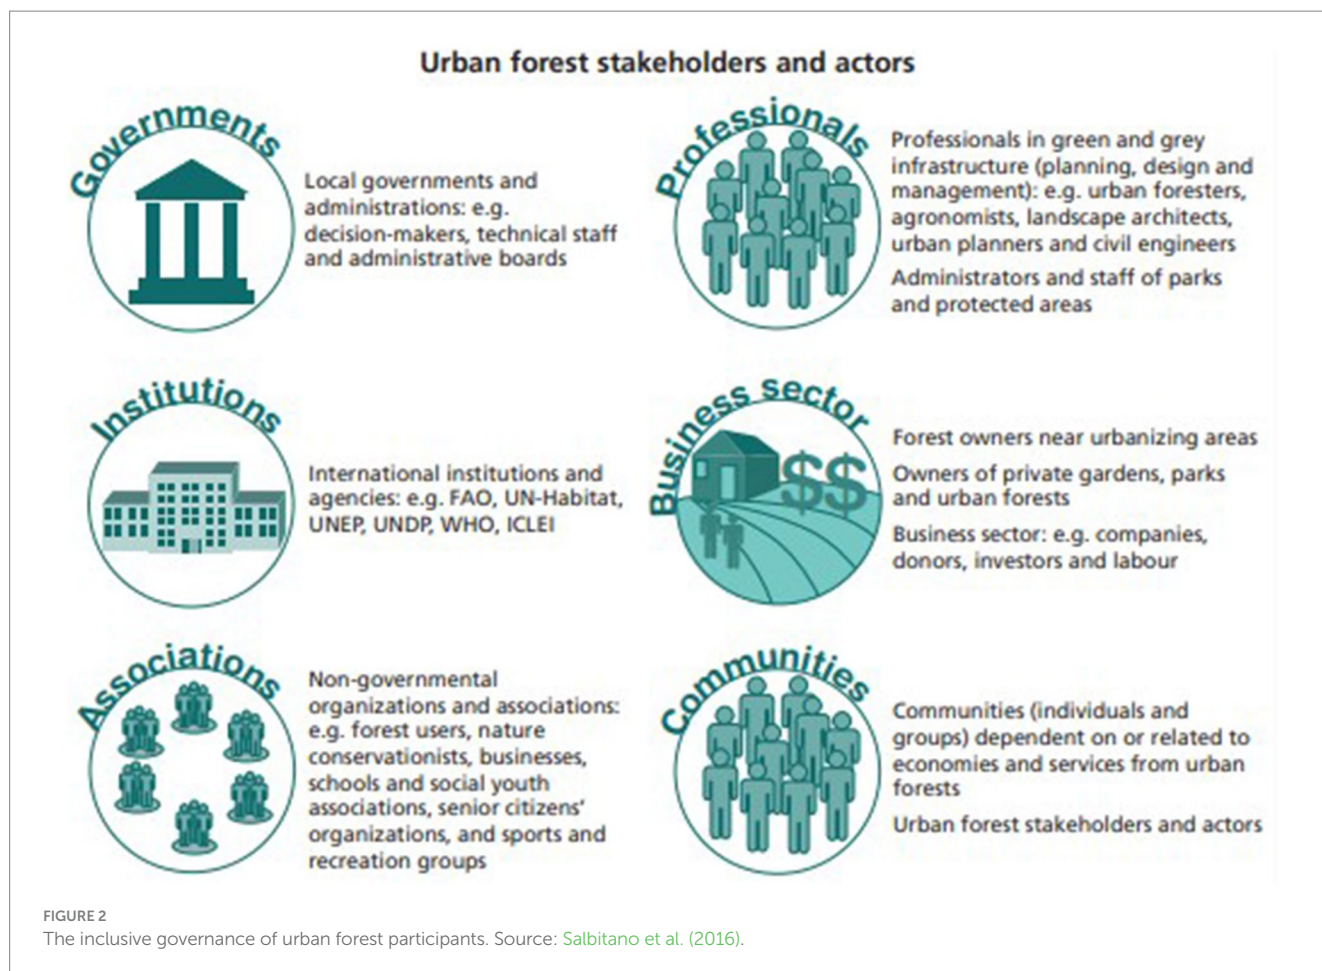 Urban forest stakeholders and actors
Governments
Local governments and
administrations: e.g.
decision-makers, technical staff
and administrative boards
Professionals
Professionals in green and grey
infrastructure (planning, design and
management): e.g. urban foresters,
agronomists, landscape architects,
urban planners and civil engineers
Administrators and staff of parks
and protected areas
Institutions
International institutions and
agencies: e.g. FAO, UN-Habitat,
UNEP, UNDP, WHO, ICLEI
Business sector
$$
Forest owners near urbanizing areas
Owners of private gardens, parks
and urban forests
Business sector: e.g. companies,
donors, investors and labour
Associations
Non-governmental
organizations and associations:
e.g. forest users, nature
conservationists, businesses,
schools and social youth
associations, senior citizens'
organizations, and sports and
recreation groups
Communities
Communities (individuals and
groups) dependent on or related to
economies and services from urban
forests
Urban forest stakeholders and actors
FIGURE 2
The inclusive governance of urban forest participants. Source: Salbitano et al. (2016).